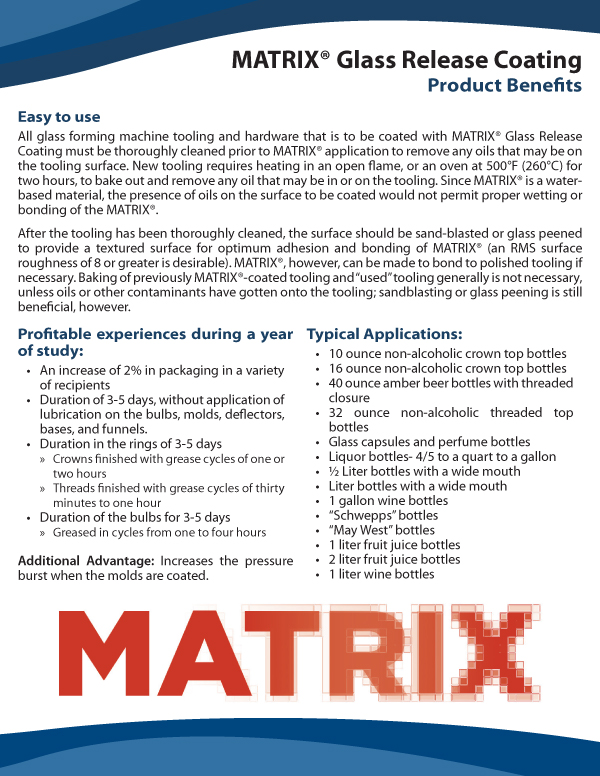 MATRIX® Glass Release Coating
Product Benefits
Easy to use
All glass forming machine tooling and hardware that is to be coated with MATRIX® Glass Release
Coating must be thoroughly cleaned prior to MATRIX® application to remove any oils that may be on
the tooling surface. New tooling requires heating in an open flame, or an oven at 500°F (260°C) for
two hours, to bake out and remove any oil that may be in or on the tooling. Since MATRIX® is a water-
based material, the presence of oils on the surface to be coated would not permit proper wetting or
bonding of the MATRIX®.
After the tooling has been thoroughly cleaned, the surface should be sand-blasted or glass peened
to provide a textured surface for optimum adhesion and bonding of MATRIX® (an RMS surface
roughness of 8 or greater is desirable). MATRIX®, however, can be made to bond to polished tooling if
necessary. Baking of previously MATRIX®-coated tooling and “used” tooling generally is not necessary,
unless oils or other contaminants have gotten onto the tooling; sandblasting or glass peening is still
beneficial, however.
Profitable experiences during a year
of study:
• An increase of 2% in packaging in a variety
of recipients
• Duration of 3-5 days, without application of
lubrication on the bulbs, molds, deflectors,
bases, and funnels.
• Duration in the rings of 3-5 days
» Crowns finished with grease cycles of one or
two hours
» Threads finished with grease cycles of thirty
minutes to one hour
• Duration of the bulbs for 3-5 days
» Greased in cycles from one to four hours
Additional Advantage: Increases the pressure
burst when the molds are coated.
Typical Applications:
• 10 ounce non-alcoholic crown top bottles
• 16 ounce non-alcoholic crown top bottles
• 40 ounce amber beer bottles with threaded
closure
• 32 ounce non-alcoholic threaded top
bottles
• Glass capsules and perfume bottles
• Liquor bottles- 4/5 to a quart to a gallon
• ½ Liter bottles with a wide mouth
• Liter bottles with a wide mouth
• 1 gallon wine bottles
• “Schwepps” bottles
• “May West” bottles
• 1 liter fruit juice bottles
• 2 liter fruit juice bottles
• 1 liter wine bottles
MATRIX